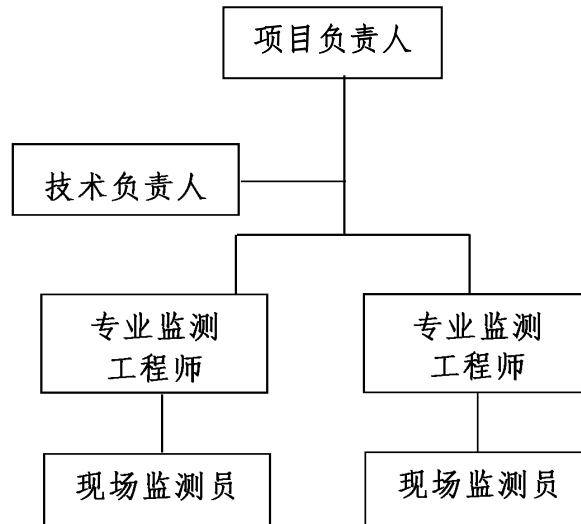 项目负责人
技术负责人
专业监测
工程师
专业监测
工程师
现场监测员
现场监测员